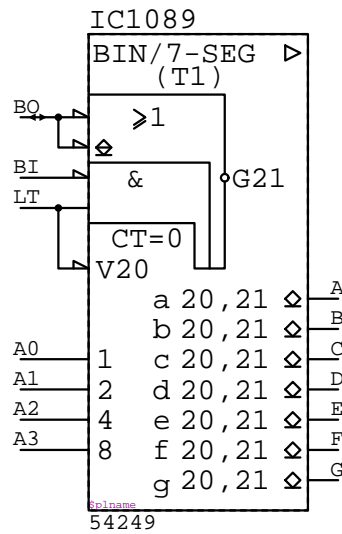 IC1089
BIN/7-SEG
(T1)
BO
≥1
BI
&
G21
LT
CT=0
V20
a 20,21 A
b 20,21 B
A0 1 c 20,21 C
A1 2 d 20,21 D
A2 4 e 20,21 E
A3 8 f 20,21 F
g 20,21 G
$plname
54249